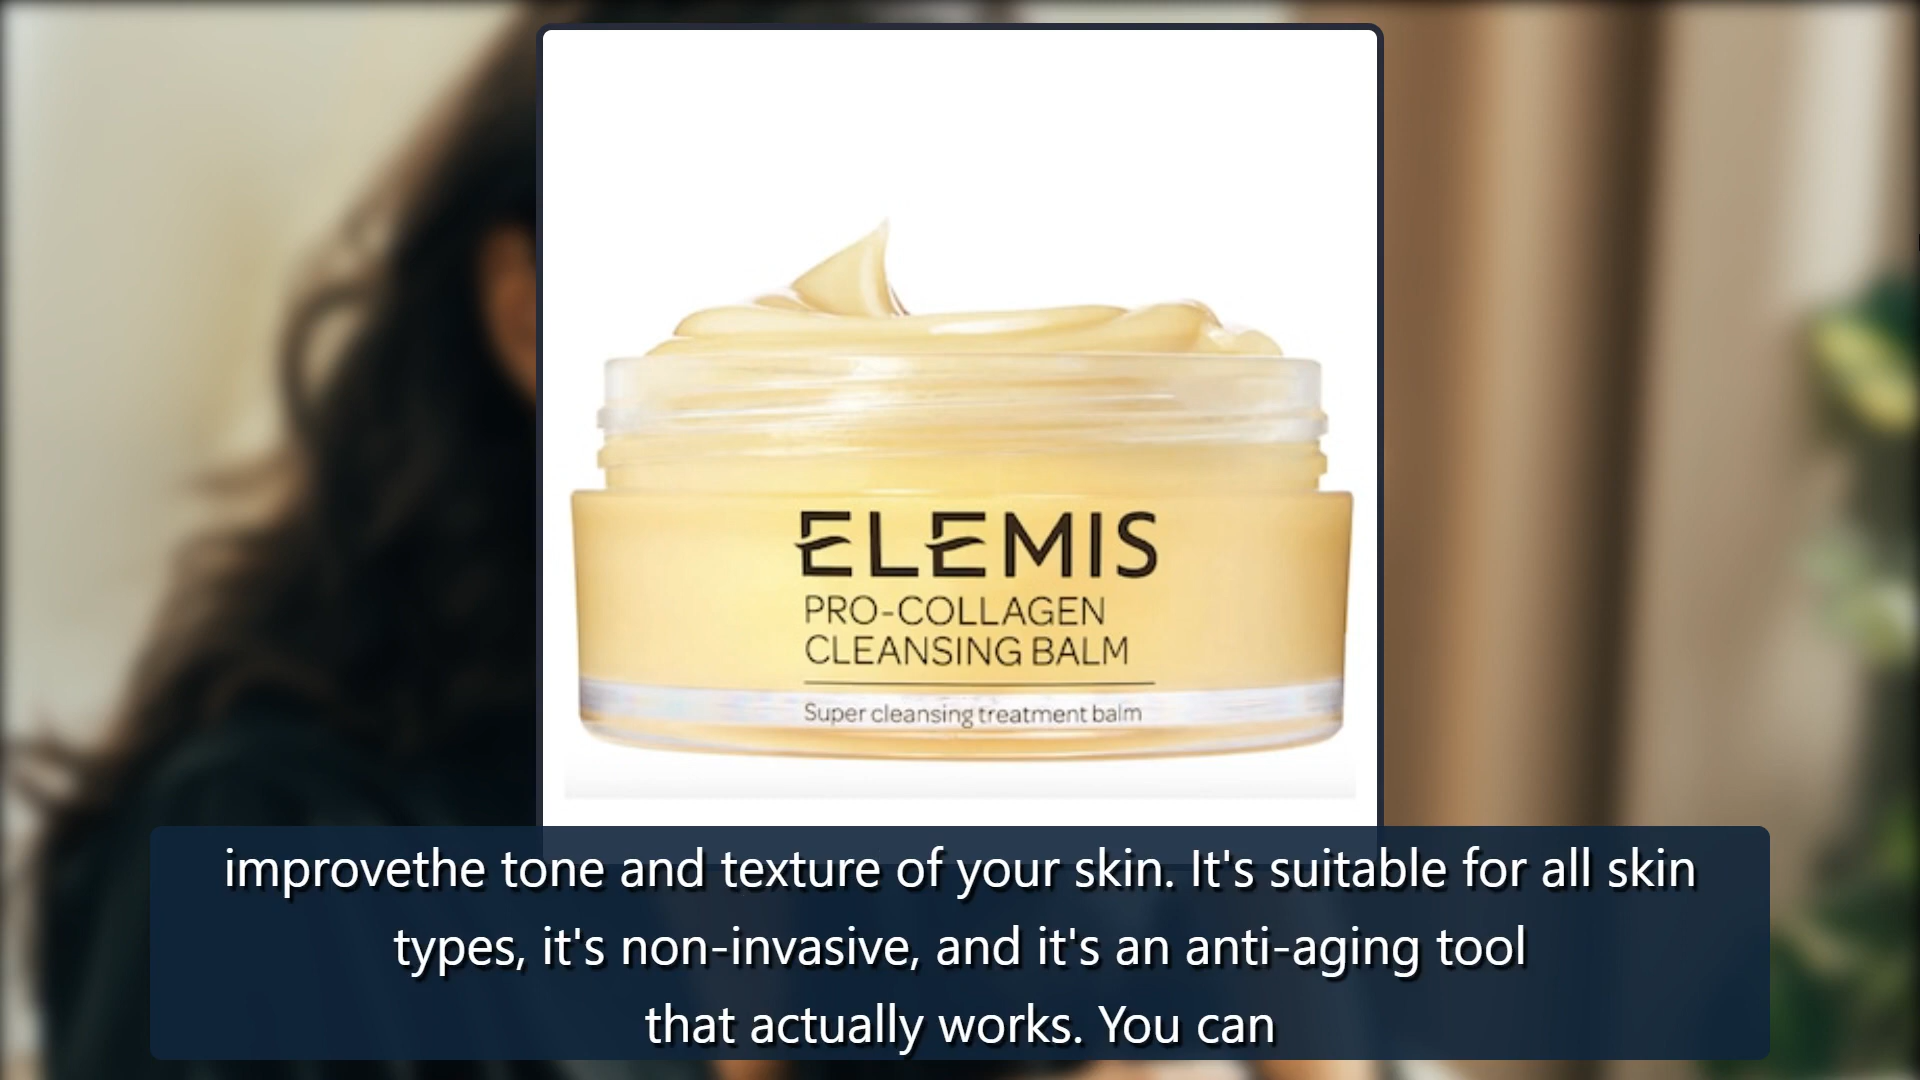 ELEMIS
PRO-COLLAGEN
CLEANSING BALM
Super cleansing treatment balm
improvethe tone and texture of your skin. It's suitable for all skin
types, it's non-invasive, and it's an anti-aging tool
that actually works. You can